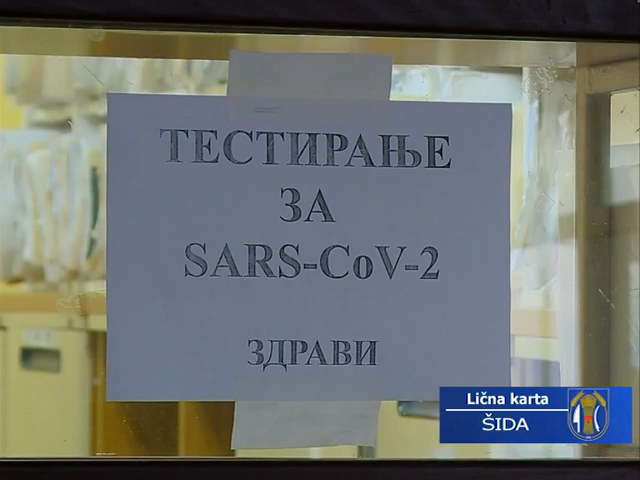 ТЕСТИРАЊЕ
ЗА
SARS-CoV-2
ЗДРАВИ
Lična karta
ŠIDA